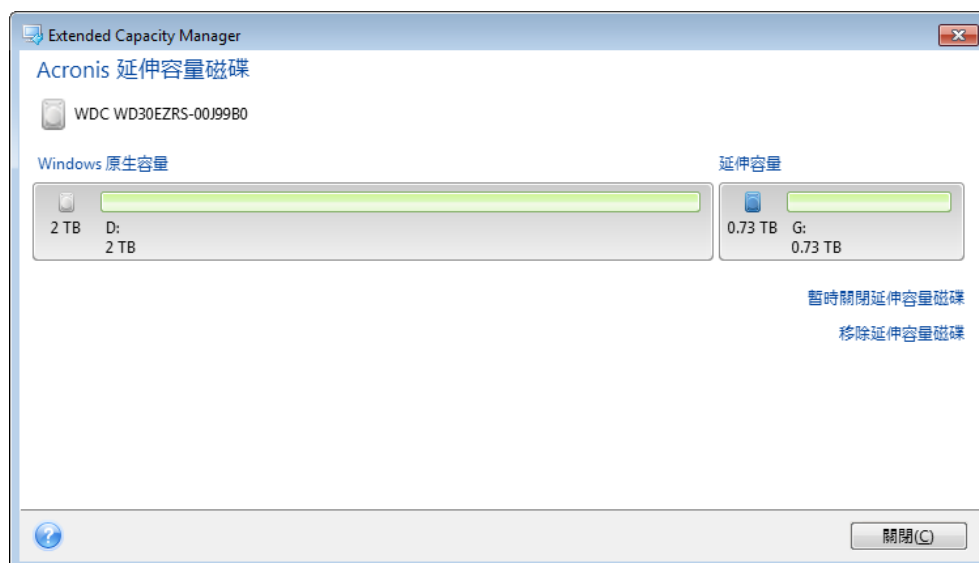 Extended Capacity Manager
Acronis 延伸容量磁碟
WDC WD30EZRS-00J99B0
Windows 原生容量
延伸容量
2 TB
D:
2 TB
0.73 TB
G:
0.73 TB
暫時關閉延伸容量磁碟
移除延伸容量磁碟
關閉(C)